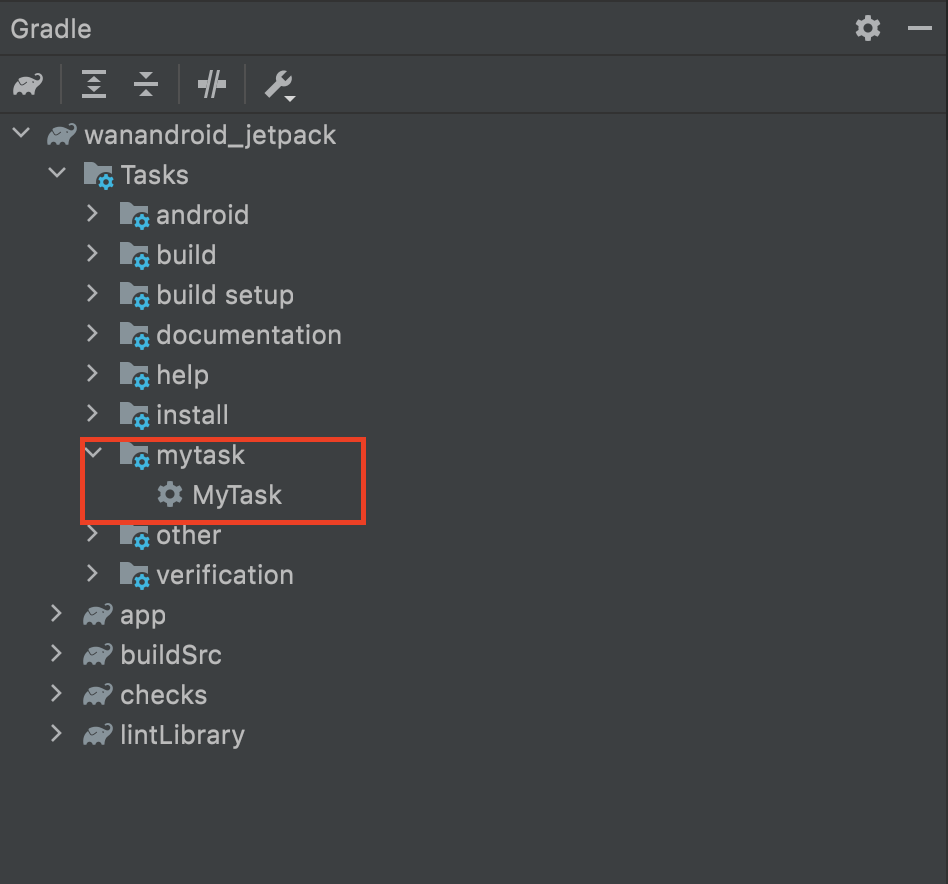 Gradle
wanandroid_jetpack
Tasks
android
build
build setup
documentation
help
install
mytask
MyTask
other
verification
app
buildSrc
checks
lintLibrary